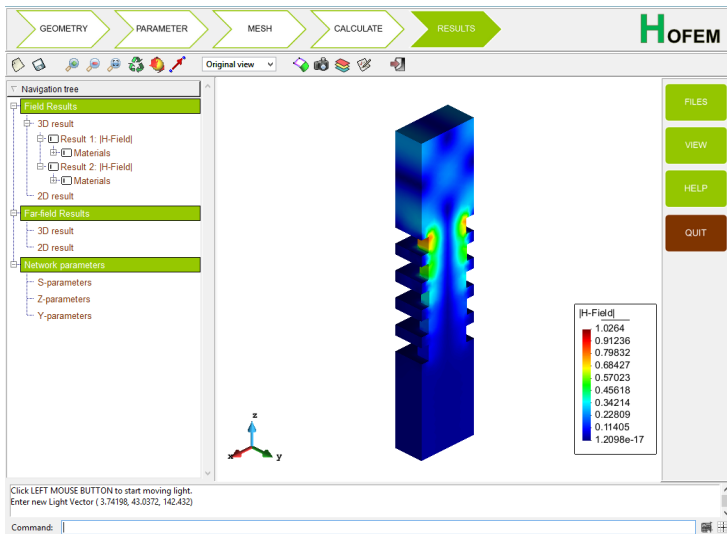 GEOMETRY
PARAMETER
MESH
CALCULATE
RESULTS
HOFEM
Original view
Navigation tree
Field Results
3D result
Result 1: |H-Field|
Materials
Result 2: |H-Field|
Materials
2D result
Far-field Results
3D result
2D result
Network parameters
S-parameters
Z-parameters
Y-parameters
FILES
VIEW
HELP
QUIT
z
x
y
|H-Field|
1.0264
0.91236
0.79832
0.68427
0.57023
0.45618
0.34214
0.22809
0.11405
1.2098e-17
Click LEFT MOUSE BUTTON to start moving light.
Enter new Light Vector ( 3.74198, 43.0372, 142.432)
Command: